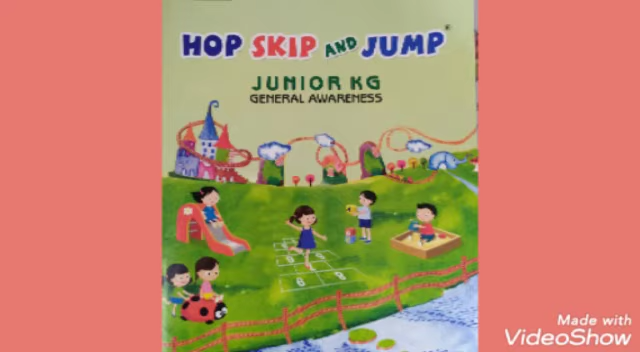 HOP SKIP AND JUMP
JUNIOR KG
GENERAL AWARENESS
Made with
VideoShow